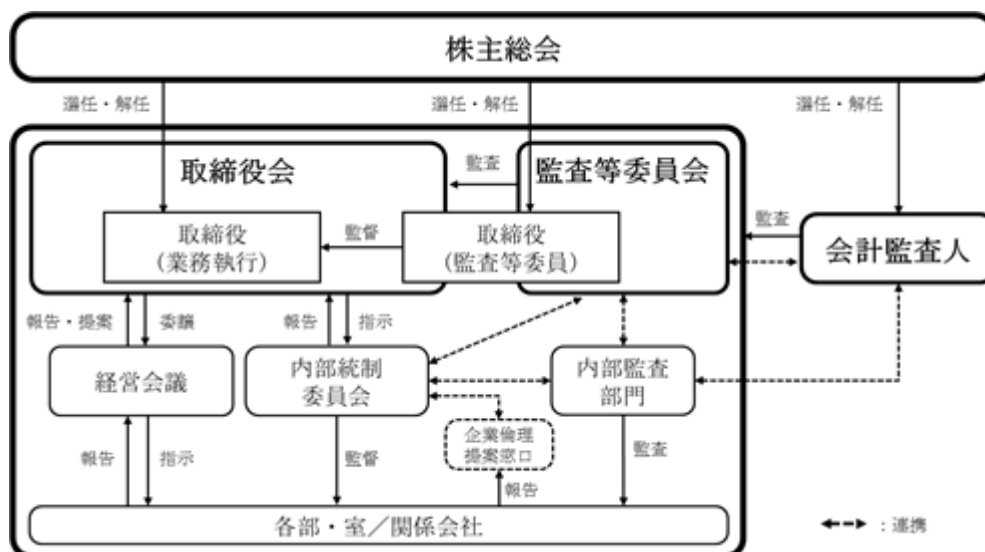 株主総会
選任・解任
選任・解任
選任・解任
取締役会
監査
監査等委員会
取締役
(業務執行)
監督
取締役
(監査等委員)
監査
会計監査人
報告・提案
委譲
報告
指示
経営会議
内部統制
委員会
内部監査
部門
企業倫理
提案窓口
報告
指示
監督
報告
監査
各部・室／関係会社
：連携